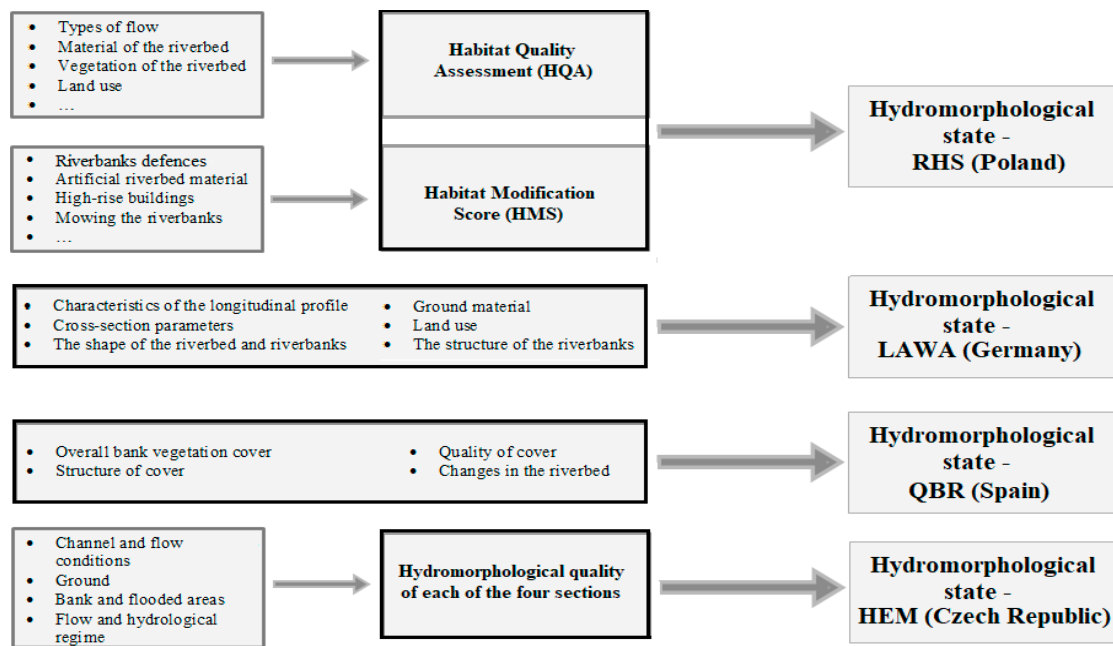 • Types of flow
• Material of the riverbed
• Vegetation of the riverbed
• Land use
• ...
Habitat Quality
Assessment (HQA)
• Riverbanks defences
• Artificial riverbed material
• High-rise buildings
• Mowing the riverbanks
• ...
Habitat Modification
Score (HMS)
Hydromorphological
state -
RHS (Poland)
• Characteristics of the longitudinal profile
• Cross-section parameters
• The shape of the riverbed and riverbanks
• Ground material
• Land use
• The structure of the riverbanks
Hydromorphological
state -
LAWA (Germany)
• Overall bank vegetation cover
• Structure of cover
• Quality of cover
• Changes in the riverbed
Hydromorphological
state -
QBR (Spain)
• Channel and flow
conditions
• Ground
• Bank and flooded areas
• Flow and hydrological
regime
Hydromorphological quality
of each of the four sections
Hydromorphological
state -
HEM (Czech Republic)